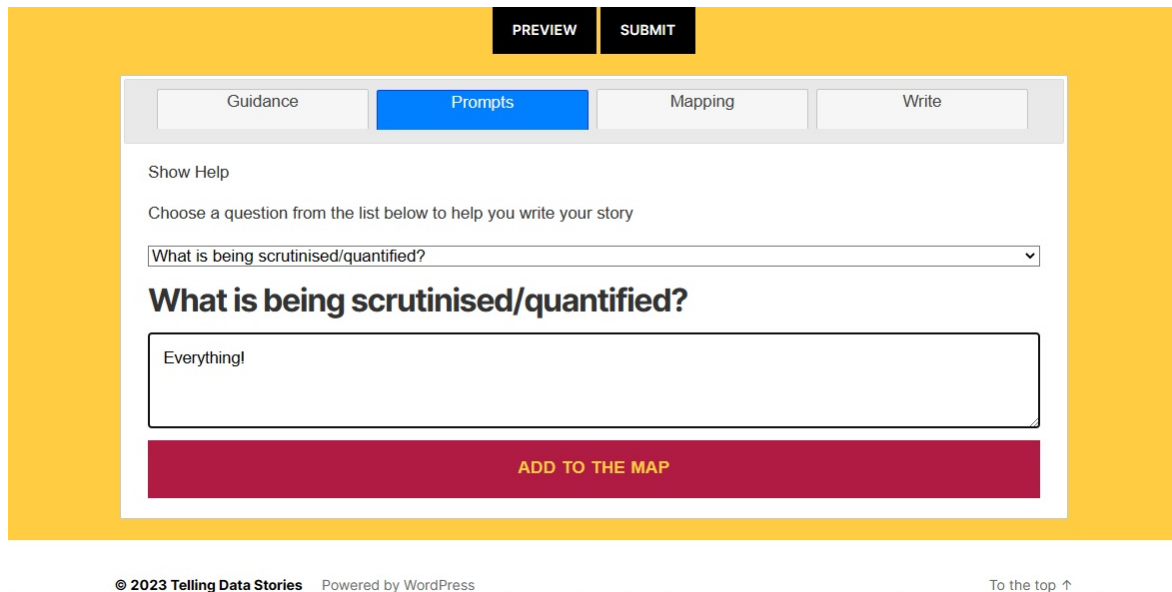 PREVIEW SUBMIT
Guidance Prompts Mapping Write
Show Help
Choose a question from the list below to help you write your story
What is being scrutinised/quantified?
What is being scrutinised/quantified?
Everything!
ADD TO THE MAP
© 2023 Telling Data Stories Powered by WordPress To the top ↑